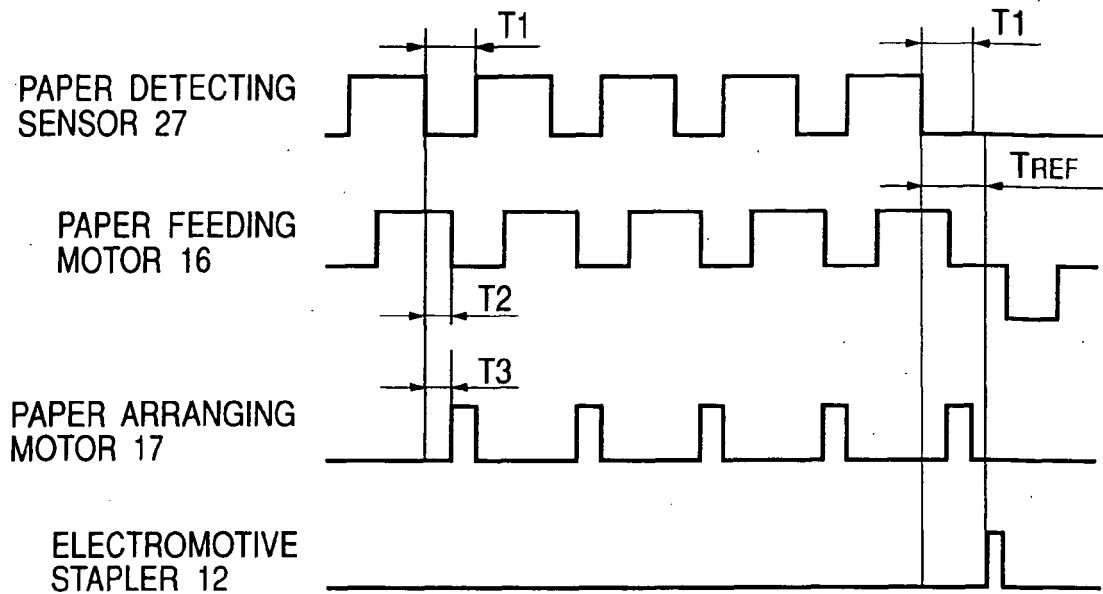 T1
T1
PAPER DETECTING
SENSOR 27
TREF
PAPER FEEDING
MOTOR 16
T2
T3
PAPER ARRANGING
MOTOR 17
ELECTROMOTIVE
STAPLER 12